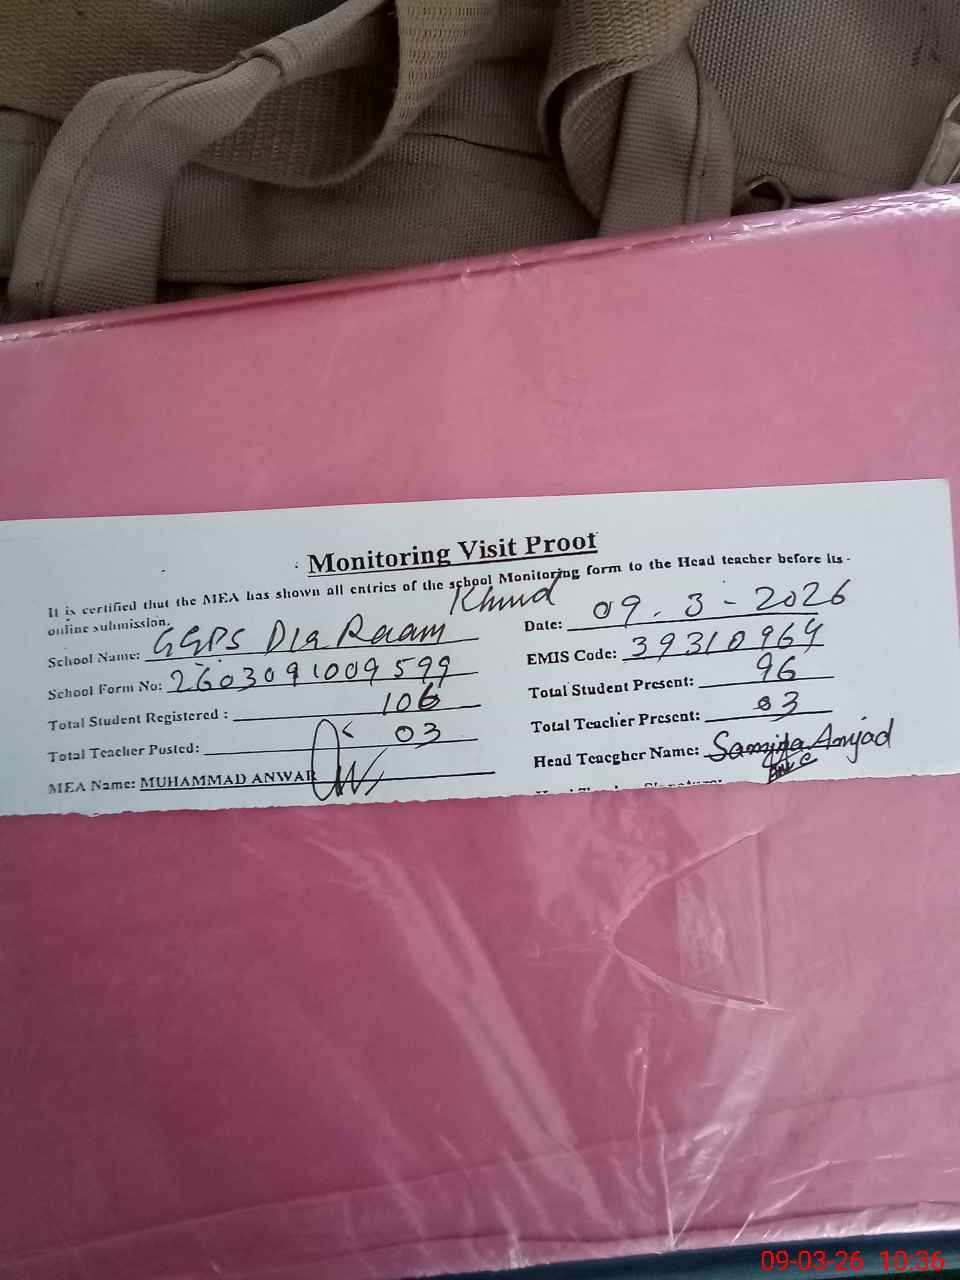 Monitoring Visit Proof
It is certified that the MEA has shown all entries of the school Monitoring form to the Head teacher before its
online submission.
Khurd
School Name: GGPS Dia Raam
Date: 09.3-2026
School Form No: 2603091009599
EMIS Code: 39310964
Total Student Registered : 106
Total Student Present: 96
Total Teacher Posted: 03
Total Teacher Present: 03
MEA Name: MUHAMMAD ANWAR
Head Teacgher Name: Samina Amjad
09-03-26 10:36